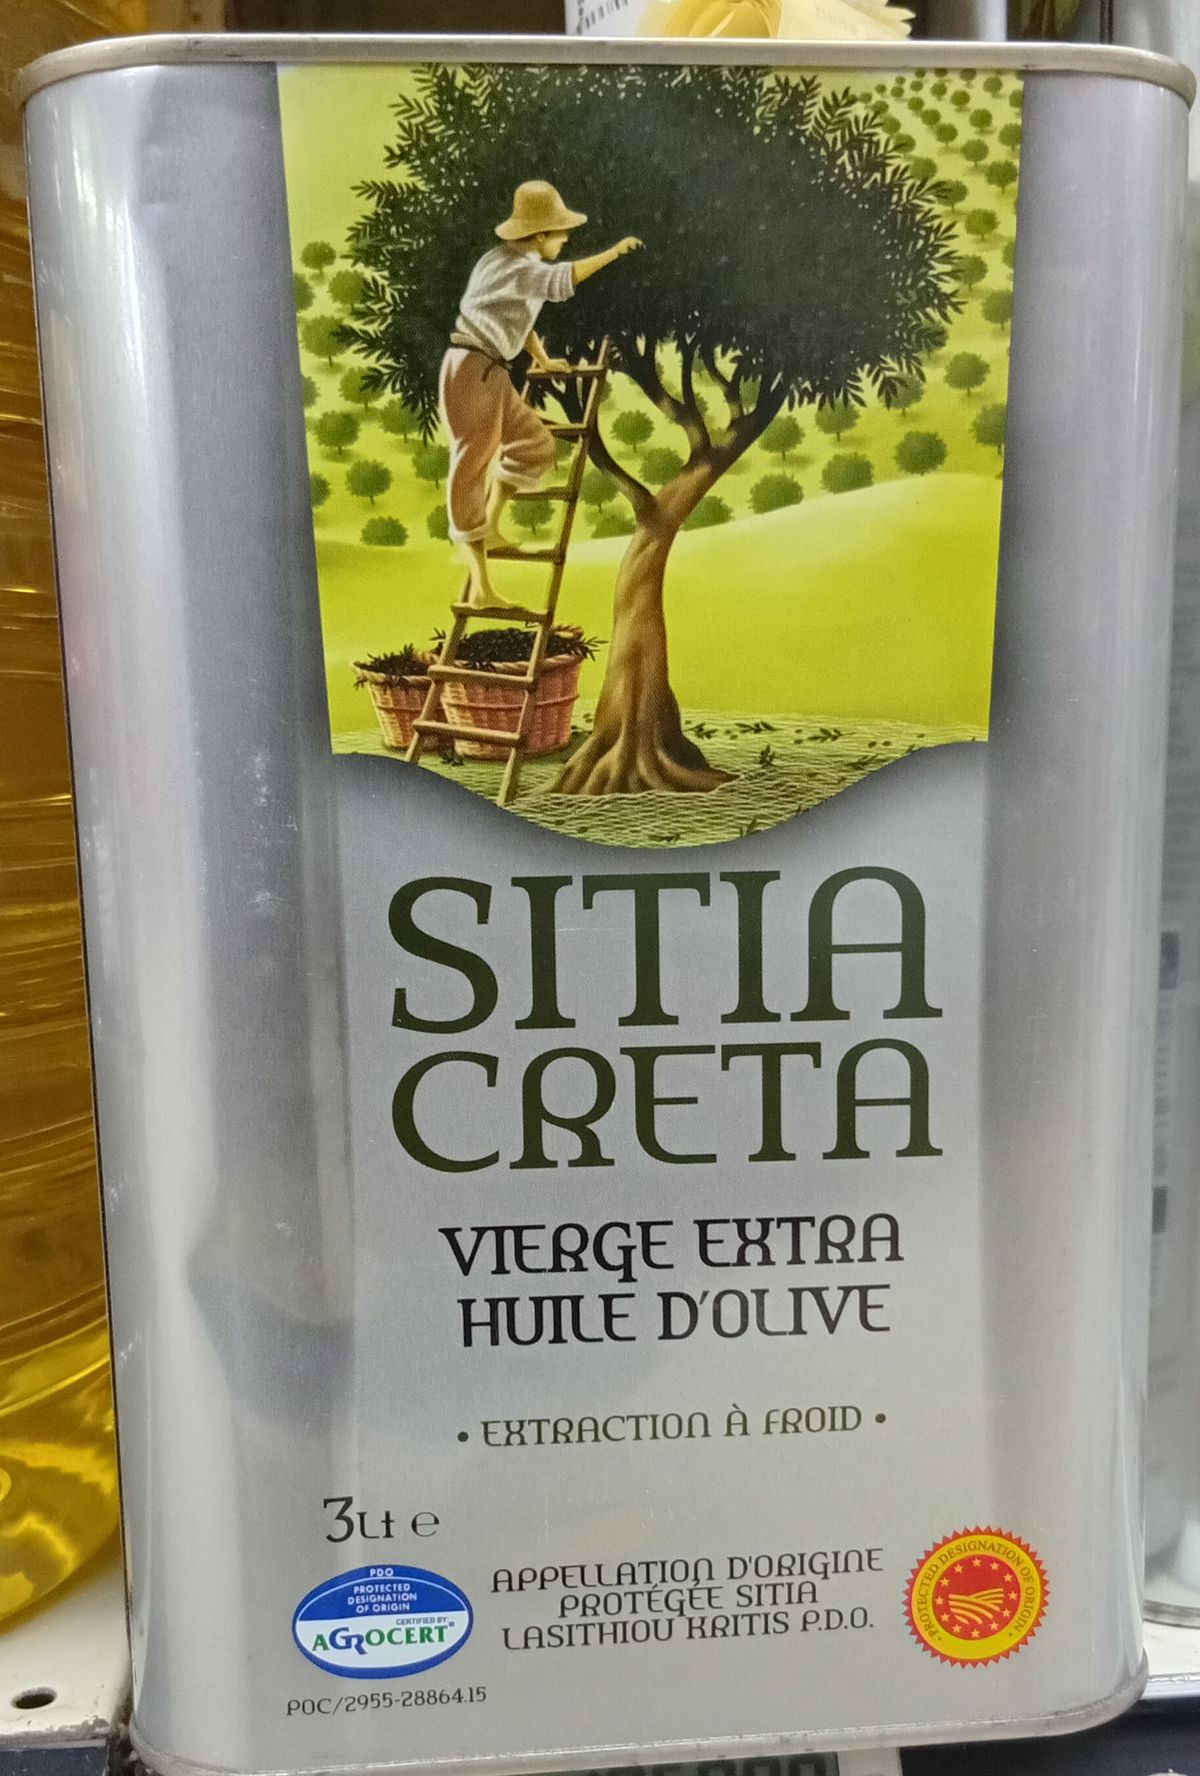 SITIA
CRETA
VIERGE EXTRA
HUILE D'OLIVE
• EXTRACTION À FROID •
3Lt e
PDO
PROTECTED
DESIGNATION
OF ORIGIN
CERTIFIED BY:
AGROCERT
POC/2955-28864.15
APPELLATION D'ORIGINE
PROTÉGÉE SITIA
LASITHIOU KRITIS P.D.O.
PROTECTED DESIGNATION OF ORIGIN